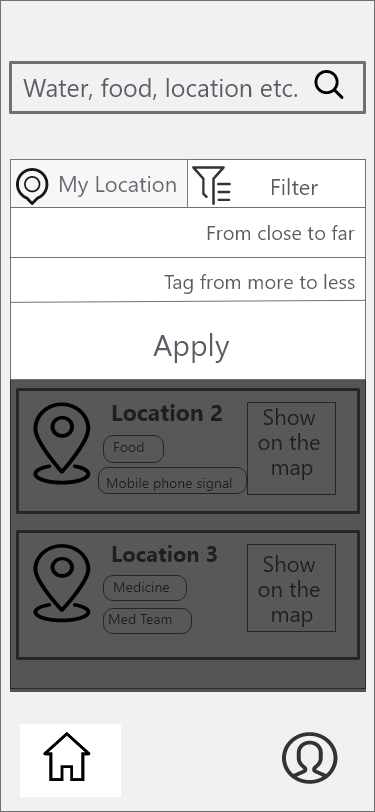 Water, food, location etc.
My Location
Filter
From close to far
Tag from more to less
Apply
Location 2
Food
Mobile phone signal
Show
on the
map
Location 3
Medicine
Med Team
Show
on the
map